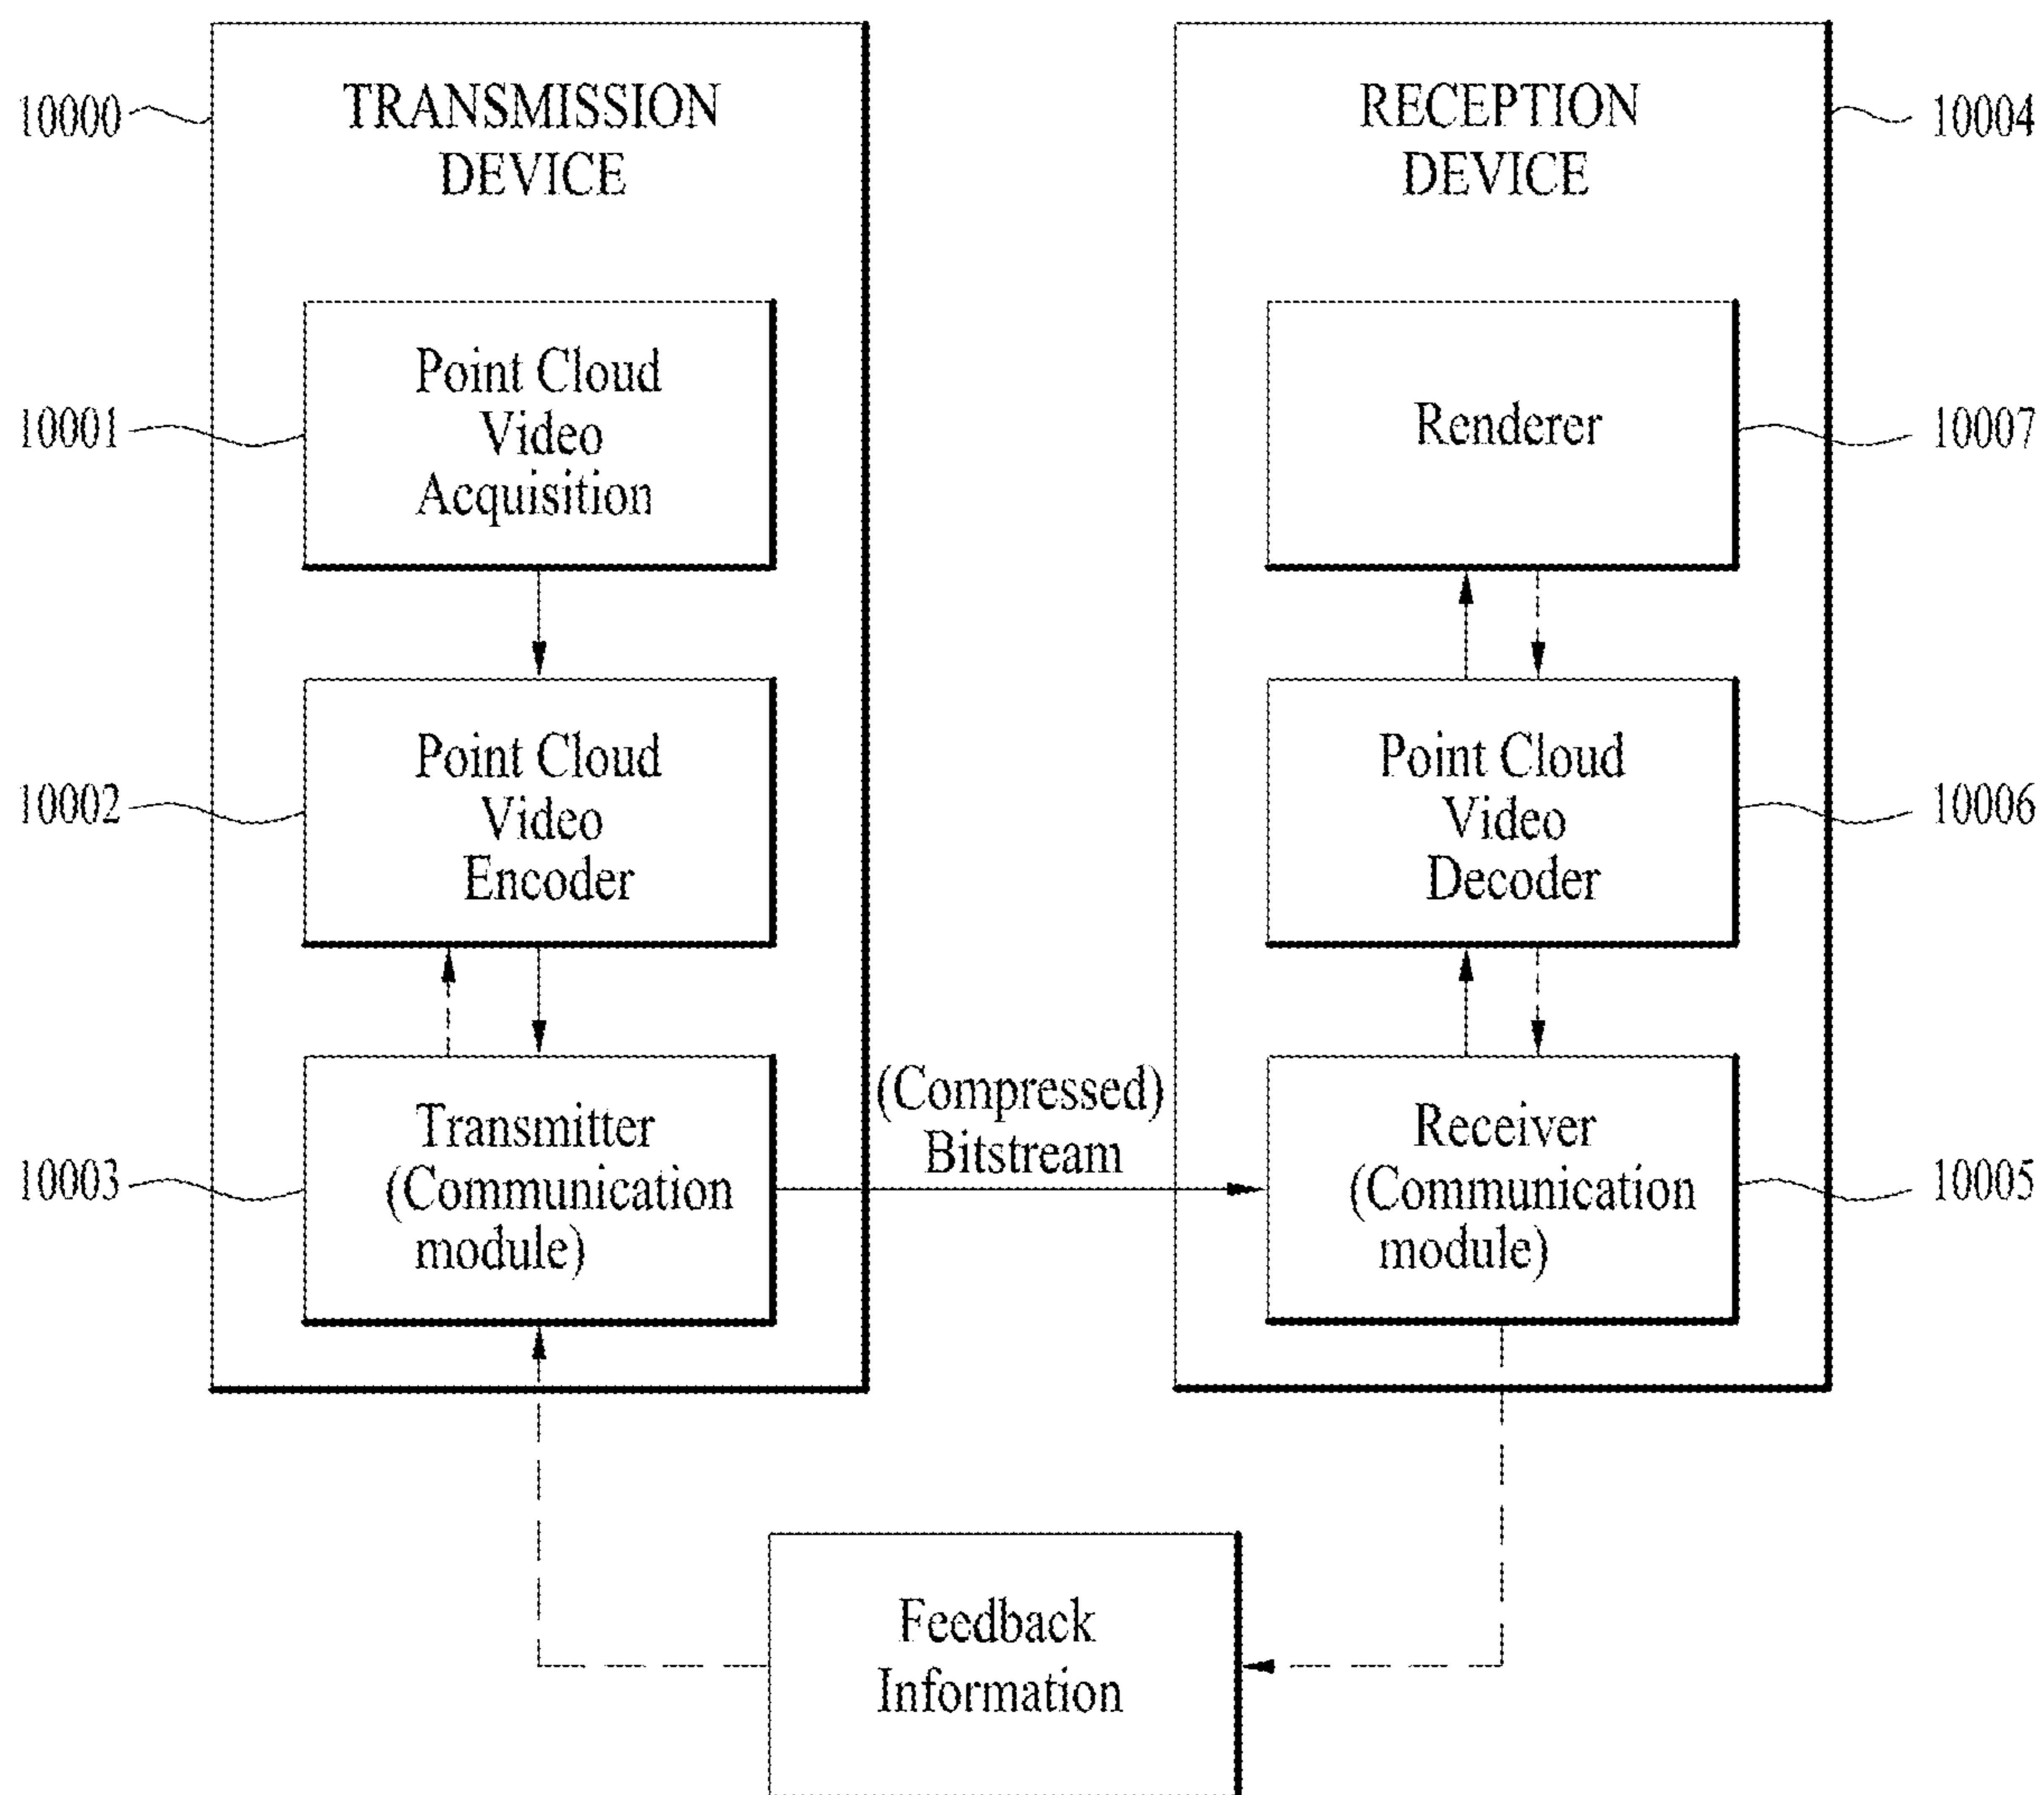 10000
TRANSMISSION
DEVICE
10001
Point Cloud
Video
Acquisition
10002
Point Cloud
Video
Encoder
10003
Transmitter
(Communication
module)
(Compressed)
Bitstream
RECEPTION
DEVICE
10004
Renderer
10007
Point Cloud
Video
Decoder
10006
Receiver
(Communication
module)
10005
Feedback
Information